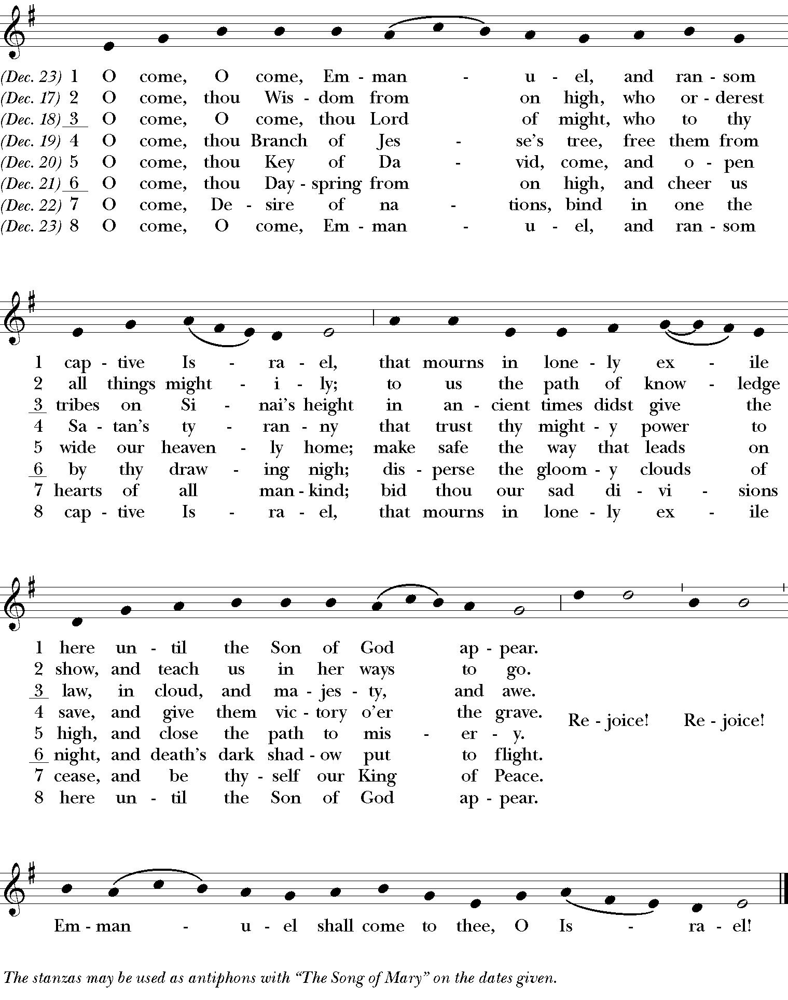 (Dec. 23) 1 O come, O come, Em - man - u - el, and ran - som
(Dec. 17) 2 O come, thou Wis - dom from on high, who or - derest
(Dec. 18) 3 O come, O come, thou Lord of might, who to thy
(Dec. 19) 4 O come, thou Branch of Jes - se’s tree, free them from
(Dec. 20) 5 O come, thou Key of Da - vid, come, and o - pen
(Dec. 21) 6 O come, thou Day - spring from on high, and cheer us
(Dec. 22) 7 O come, De - sire of na - tions, bind in one the
(Dec. 23) 8 O come, O come, Em - man - u - el, and ran - som
1 cap - tive Is - ra - el, that mourns in lone - ly ex - ile
2 all things might - i - ly; to us the path of know - ledge
3 tribes on Si - nai’s height in an - cient times didst give the
4 Sa - tan’s ty - ran - ny that trust thy might - y power to
5 wide our heaven - ly home; make safe the way that leads on
6 by thy draw - ing nigh; dis - perse the gloom - y clouds of
7 hearts of all man - kind; bid thou our sad di - vi - sions
8 cap - tive Is - ra - el, that mourns in lone - ly ex - ile
1 here un - til the Son of God ap - pear.
2 show, and teach us in her ways to go.
3 law, in cloud, and ma - jes - ty, and awe.
4 save, and give them vic - tory o’er the grave.
Re - joice! Re - joice!
5 high, and close the path to mis - er - y.
6 night, and death’s dark shad - ow put to flight.
7 cease, and be thy - self our King of Peace.
8 here un - til the Son of God ap - pear.
Em - man - u - el shall come to thee, O Is - ra - el!
The stanzas may be used as antiphons with “The Song of Mary” on the dates given.